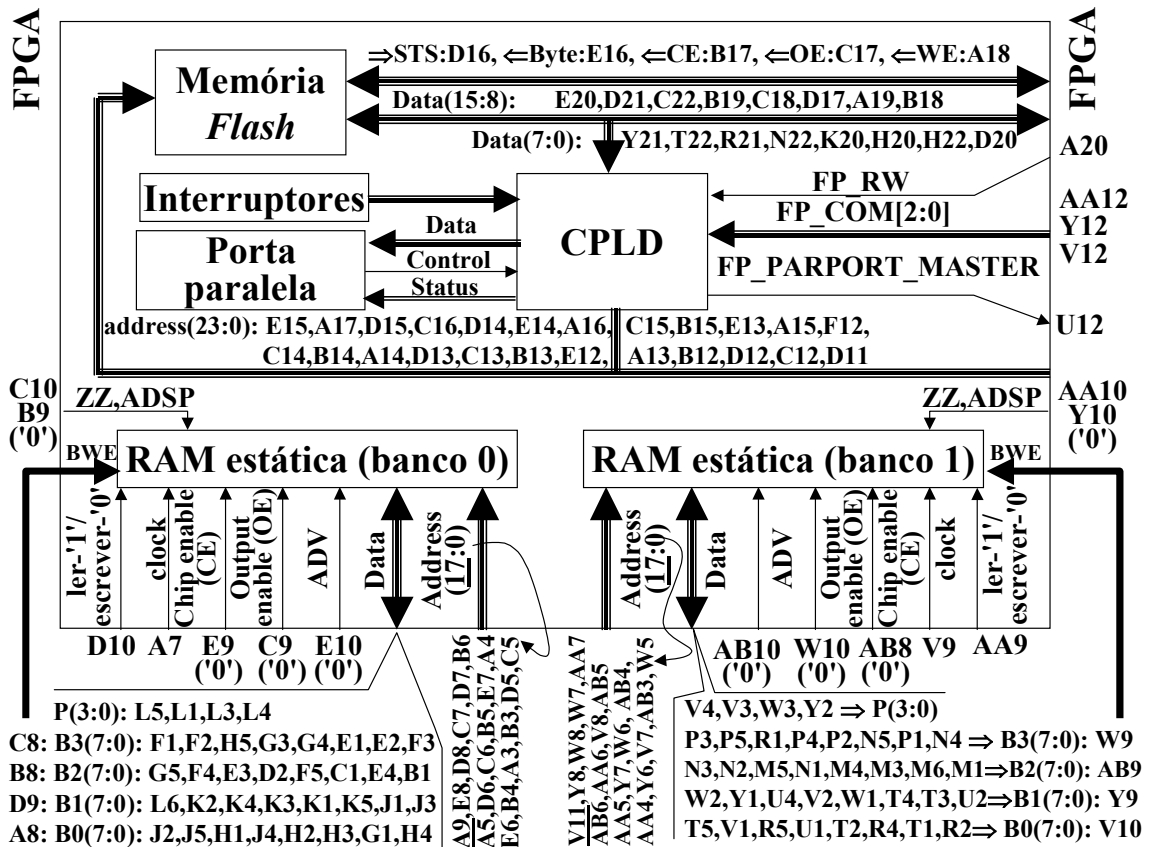 FPGA
FPGA
⇒STS:D16, ⇐Byte:E16, ⇐CE:B17, ⇐OE:C17, ⇐WE:A18
Memória
Flash
Data(15:8): E20,D21,C22,B19,C18,D17,A19,B18
Data(7:0): Y21,T22,R21,N22,K20,H20,H22,D20
A20
FP_RW
Interruptores
FP_COM[2:0]
AA12
Y12
V12
CPLD
Data
Porta
paralela
Control
Status
FP_PARPORT_MASTER
U12
address(23:0): E15,A17,D15,C16,D14,E14,A16, C15,B15,E13,A15,F12,
C14,B14,A14,D13,C13,B13,E12, A13,B12,D12,C12,D11
C10
B9
('0')
ZZ,ADSP
ZZ,ADSP
AA10
Y10
('0')
BWE
RAM estática (banco 0)
RAM estática (banco 1)
BWE
ler-'1'/
escrever-'0'
clock
Chip enable
(CE)
Output
enable (OE)
ADV
Data
Address
(17:0)
Address
(17:0)
Data
ADV
Output
enable (OE)
Chip enable
(CE)
clock
ler-'1'/
escrever-'0'
D10 A7 E9 C9 E10
('0') ('0') ('0')
AB10 W10 AB8 V9 AA9
('0') ('0') ('0')
A9,E8,D8,C7,D7,B6
A5,D6,C6,B5,E7,A4
E6,B4,A3,B3,D5,C5
V11,Y8,W8,W7,AA7
AB6,AA6,V8,AB5
AA5,Y7,W6,AB4,
AA4,Y6,V7,AB3,W5
P(3:0): L5,L1,L3,L4
C8: B3(7:0): F1,F2,H5,G3,G4,E1,E2,F3
B8: B2(7:0): G5,F4,E3,D2,F5,C1,E4,B1
D9: B1(7:0): L6,K2,K4,K3,K1,K5,J1,J3
A8: B0(7:0): J2,J5,H1,J4,H2,H3,G1,H4
V4,V3,W3,Y2 ⇒ P(3:0)
P3,P5,R1,P4,P2,N5,P1,N4 ⇒ B3(7:0): W9
N3,N2,M5,N1,M4,M3,M6,M1⇒B2(7:0): AB9
W2,Y1,U4,V2,W1,T4,T3,U2⇒B1(7:0): Y9
T5,V1,R5,U1,T2,R4,T1,R2⇒ B0(7:0): V10